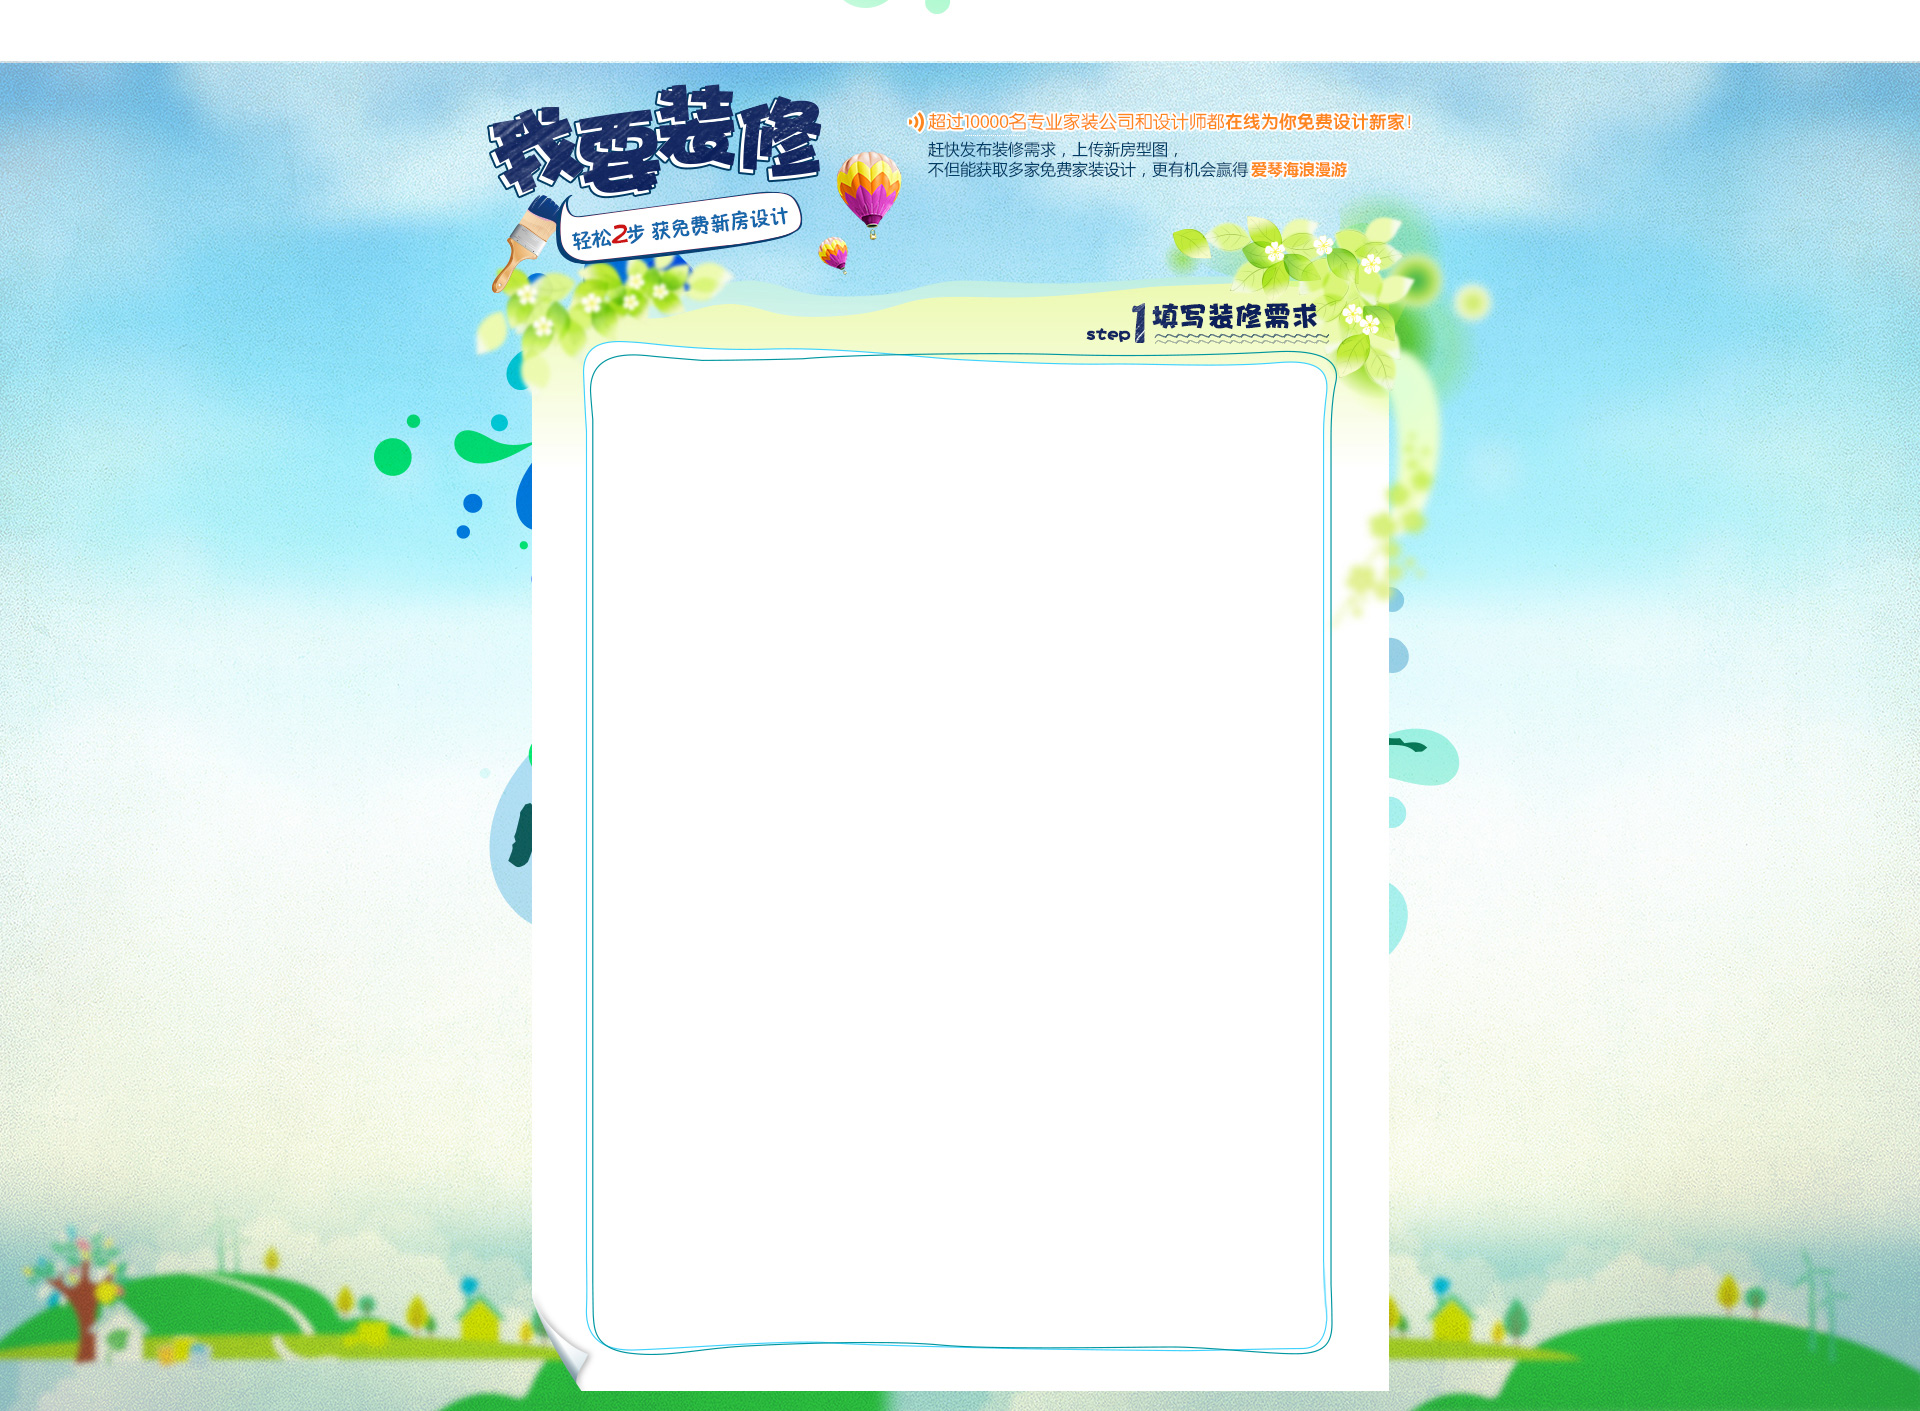 我要装修
轻松2步 获免费新房设计
超过10000名专业家装公司和设计师都在线为你免费设计新家!
赶快发布装修需求，上传新房型图，
不但能获取多家免费家装设计，更有机会赢得 爱琴海浪漫游
step1 填写装修需求